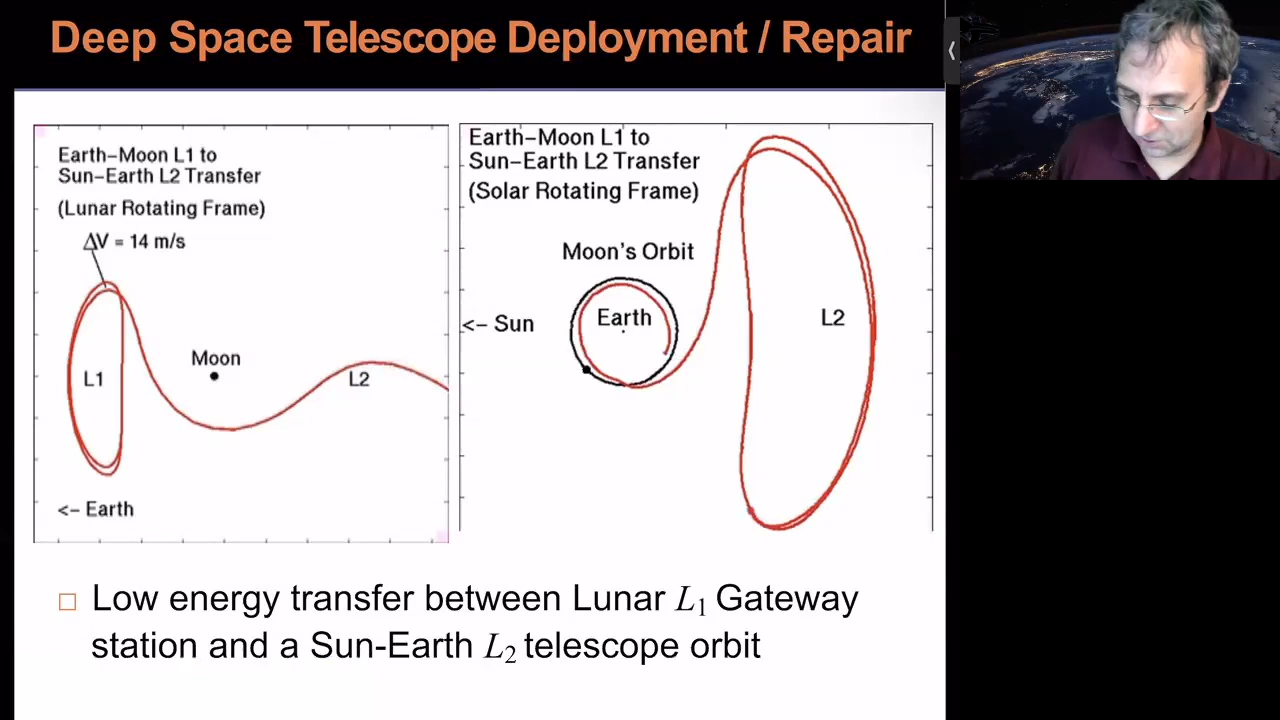 Deep Space Telescope Deployment / Repair
Earth-Moon L1 to
Sun-Earth L2 Transfer
(Lunar Rotating Frame)
ΔV = 14 m/s
L1
Moon
L2
<- Earth
Earth-Moon L1 to
Sun-Earth L2 Transfer
(Solar Rotating Frame)
Moon's Orbit
<- Sun
Earth
L2
Low energy transfer between Lunar L₁ Gateway
station and a Sun-Earth L₂ telescope orbit